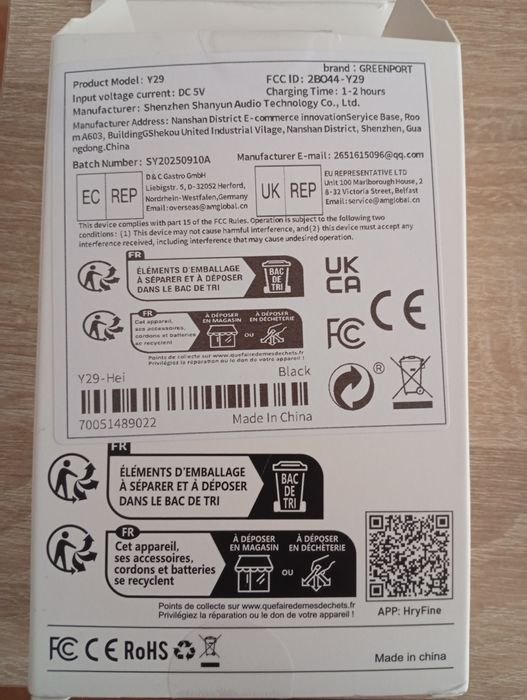 brand : GREENPORT
Product Model : Y29
FCC ID : 2BO44-Y29
Input voltage current: DC 5V
Charging Time : 1-2 hours
Manufacturer : Shenzhen Shanyun Audio Technology Co., Ltd.
Manufacturer Address : Nanshan District E-commerce innovationService Base, Roo
m A603, BuildingGShekou United Industrial Vilage, Nanshan District, Shenzhen, Gua
ngdong.China
Batch Number: SY20250910A
Manufacturer E-mail : 2651615096@qq.com
EC REP
D&C Gastro GmbH
Liebigstr. 5, D-32052 Herford,
Nordrhein-Westfalen,Germany
Email:overseas@amglobal.cn
UK REP
EU REPRESENTATIVE LTD
Unit 100 Marlborough House, 2
8-32 Victoria Street, Belfast
Email:service@amglobal.cn
This device complies with part 15 of the FCC Rules. Operation is subject to the following two
conditions: (1) This device may not cause harmful interference, and(2) this device must accept any
interference received, including interference that may cause undesired operation.
FR
ÉLÉMENTS D'EMBALLAGE
À SÉPARER ET À DÉPOSER
DANS LE BAC DE TRI
BAC
DE
TRI
UK
CA
FR
Cet appareil,
ses accessoires,
cordons et batteries
se recyclent
À DÉPOSER
EN MAGASIN
OU
À DÉPOSER
EN DÉCHÈTERIE
Points de collecte sur www.quefairedemesdechets.fr
Privilégiez la réparation ou le don de votre appareil !
FC CE
Y29-Hei
Black
®
70051489022
Made In China
FR
ÉLÉMENTS D'EMBALLAGE
À SÉPARER ET À DÉPOSER
DANS LE BAC DE TRI
BAC
DE
TRI
FR
Cet appareil,
ses accessoires,
cordons et batteries
se recyclent
À DÉPOSER
EN MAGASIN
OU
À DÉPOSER
EN DÉCHÈTERIE
Points de collecte sur www.quefairedemesdechets.fr
Privilégiez la réparation ou le don de votre appareil !
APP: HryFine
FC CE RoHS
Made in china